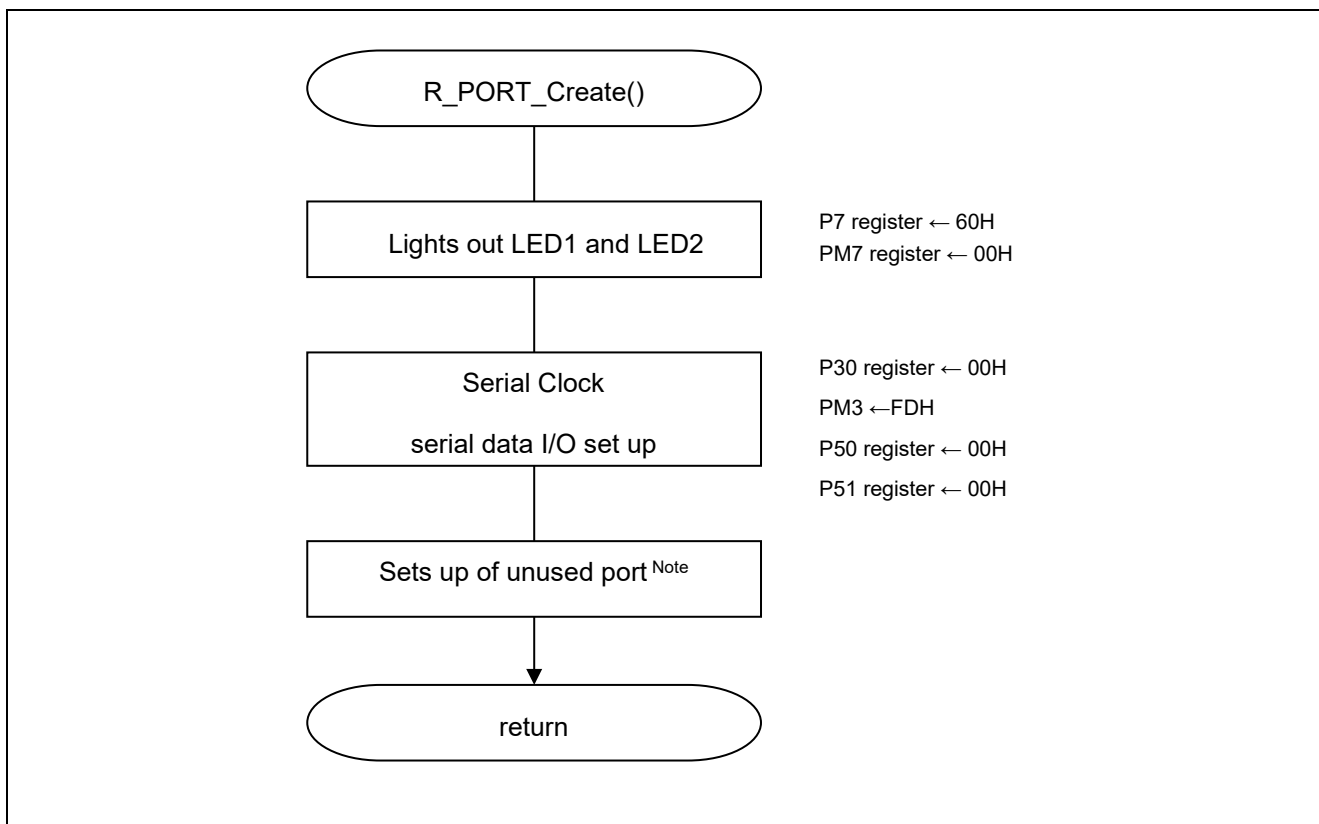 R_PORT_Create()
Lights out LED1 and LED2
P7 register ← 60H
PM7 register ← 00H
Serial Clock
serial data I/O set up
P30 register ← 00H
PM3 ←FDH
P50 register ← 00H
P51 register ← 00H
Sets up of unused port Note
return